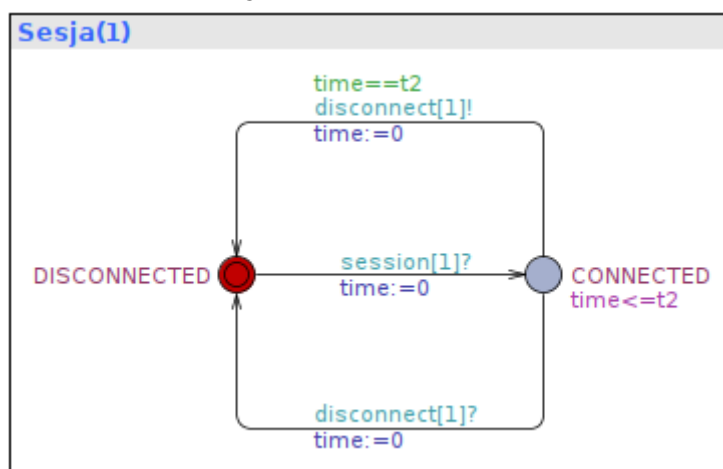 Sesja(1)
time==t2
disconnect[1]!
time:=0
DISCONNECTED
session[1]?
time:=0
CONNECTED
time<=t2
disconnect[1]?
time:=0